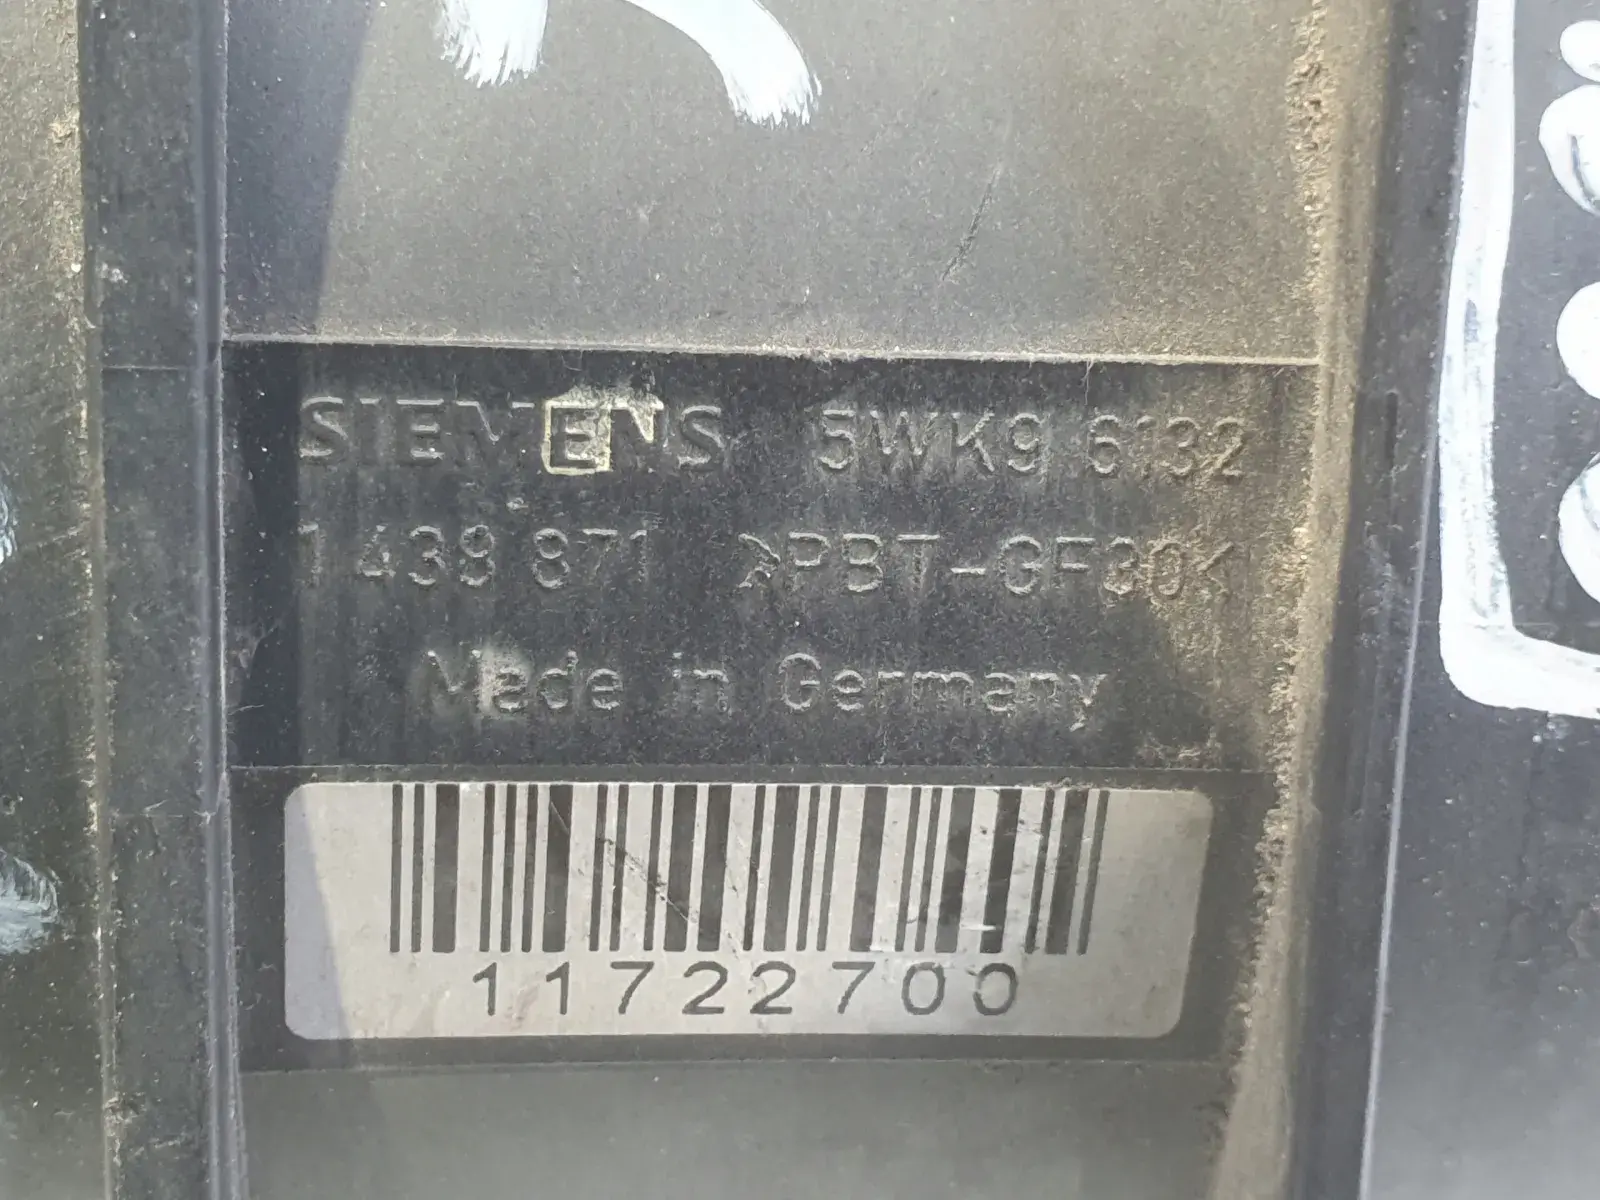 SIEMENS 5WK9 6132
1 439 871 >PBT-GF30<
Made in Germany
11722700